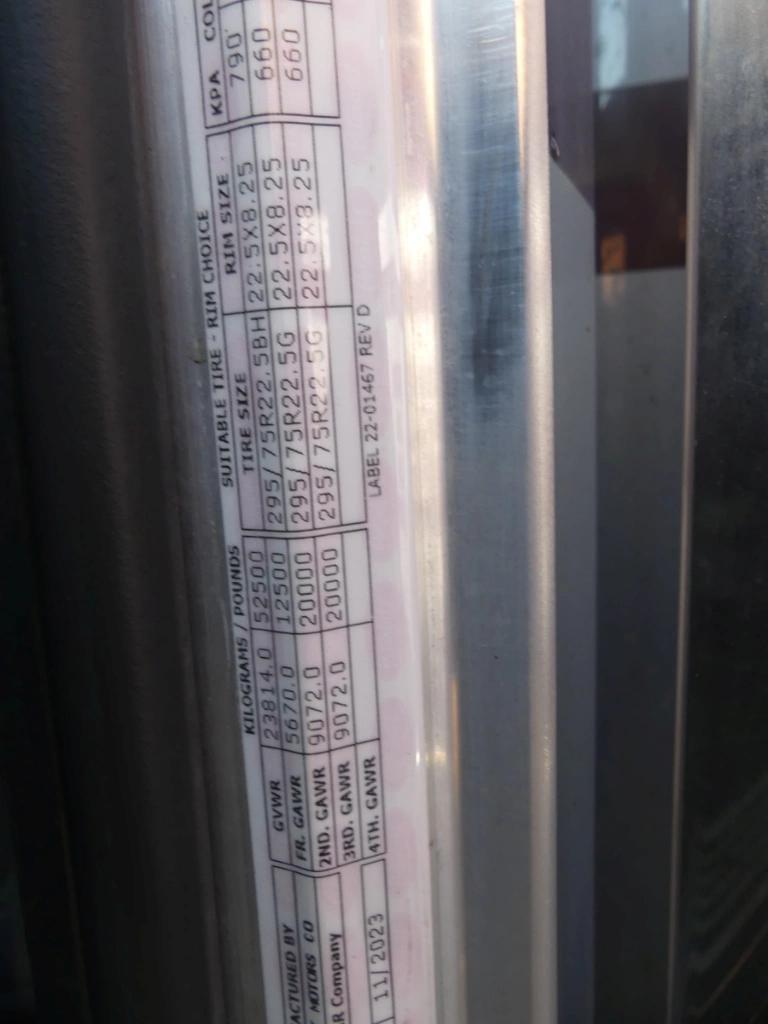 ACTURED BY
MOTORS CO
R Company
11/2023
KILOGRAMS / POUNDS
GVWR 23814.0 52500
FR. GAWR 5670.0 12500
2ND. GAWR 9072.0 20000
3RD. GAWR 9072.0 20000
4TH. GAWR
SUITABLE TIRE - RIM CHOICE
TIRE SIZE RIM SIZE KPA COL
295/75R22.5BH 22.5X8.25 790
295/75R22.5G 22.5X8.25 660
295/75R22.5G 22.5X8.25 660
LABEL 22-01467 REV D